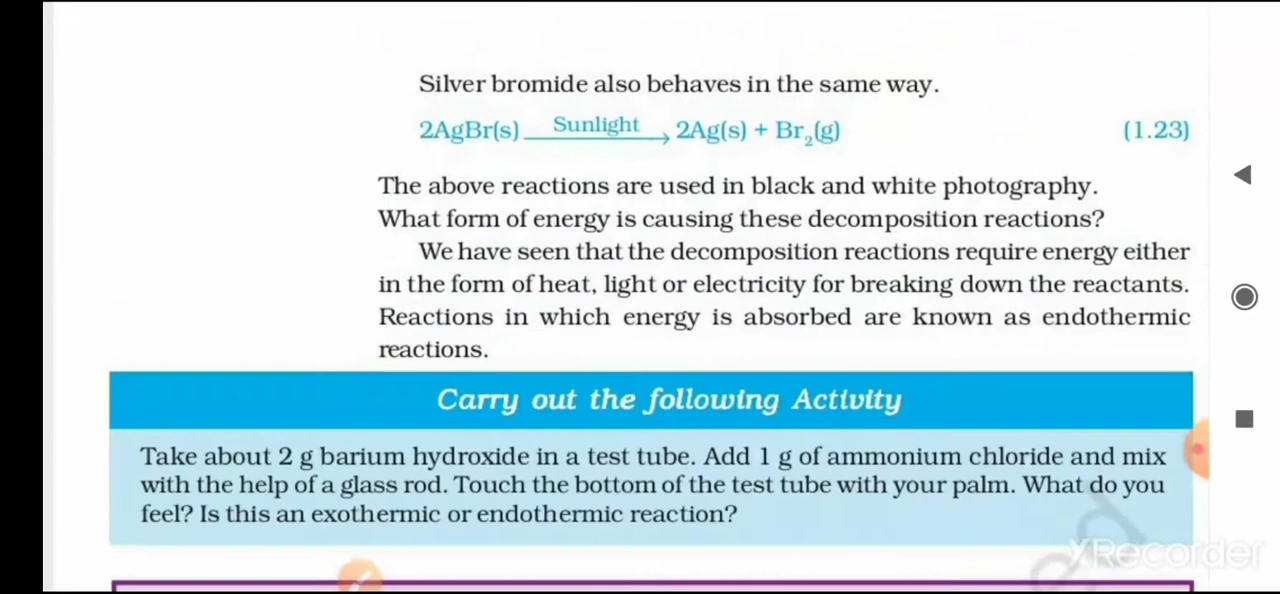 Silver bromide also behaves in the same way.
2AgBr(s) Sunlight→ 2Ag(s) + Br₂(g) (1.23)
The above reactions are used in black and white photography.
What form of energy is causing these decomposition reactions?
We have seen that the decomposition reactions require energy either
in the form of heat, light or electricity for breaking down the reactants.
Reactions in which energy is absorbed are known as endothermic
reactions.
Carry out the following Activity
Take about 2 g barium hydroxide in a test tube. Add 1 g of ammonium chloride and mix
with the help of a glass rod. Touch the bottom of the test tube with your palm. What do you
feel? Is this an exothermic or endothermic reaction?
XRecorder